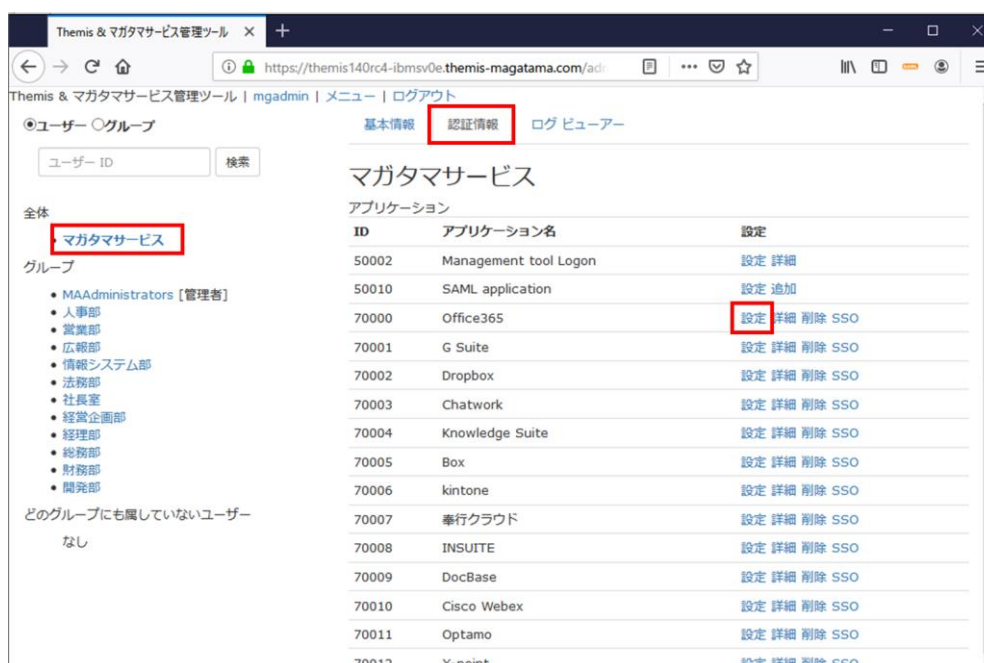 Themis & マガタマサービス管理ツール
https://themis140rc4-ibmsv0e.themis-magatama.com/adr
Themis & マガタマサービス管理ツール | mgadmin | メニュー | ログアウト
ユーザー グループ
ユーザー ID 検索
全体
マガタマサービス
グループ
MAAdministrators [管理者]
人事部
営業部
広報部
情報システム部
法務部
社長室
経営企画部
経理部
総務部
財務部
開発部
どのグループにも属していないユーザー
なし
基本情報 認証情報 ログ ビューアー
マガタマサービス
アプリケーション
ID アプリケーション名 設定
50002 Management tool Logon 設定 詳細
50010 SAML application 設定 追加
70000 Office365 設定 詳細 削除 SSO
70001 G Suite 設定 詳細 削除 SSO
70002 Dropbox 設定 詳細 削除 SSO
70003 Chatwork 設定 詳細 削除 SSO
70004 Knowledge Suite 設定 詳細 削除 SSO
70005 Box 設定 詳細 削除 SSO
70006 kintone 設定 詳細 削除 SSO
70007 奉行クラウド 設定 詳細 削除 SSO
70008 INSUITE 設定 詳細 削除 SSO
70009 DocBase 設定 詳細 削除 SSO
70010 Cisco Webex 設定 詳細 削除 SSO
70011 Optamo 設定 詳細 削除 SSO
70012 X-point 設定 詳細 削除 SSO